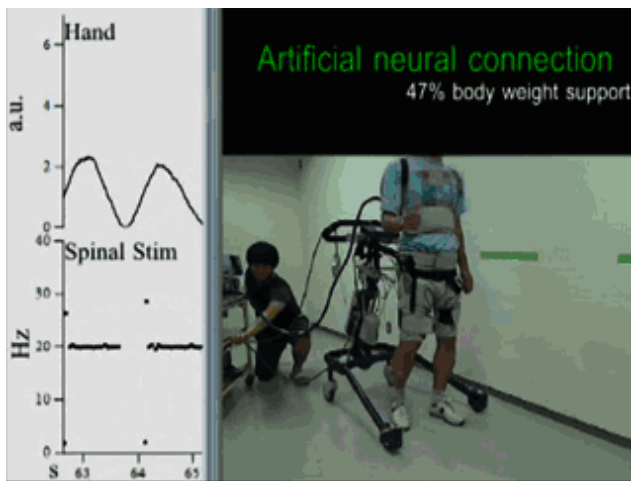 Hand
6
4
2
0
a.u.
Artificial neural connection
47% body weight support
Spinal Stim
40
30
20
10
0
Hz
S 63 64 65